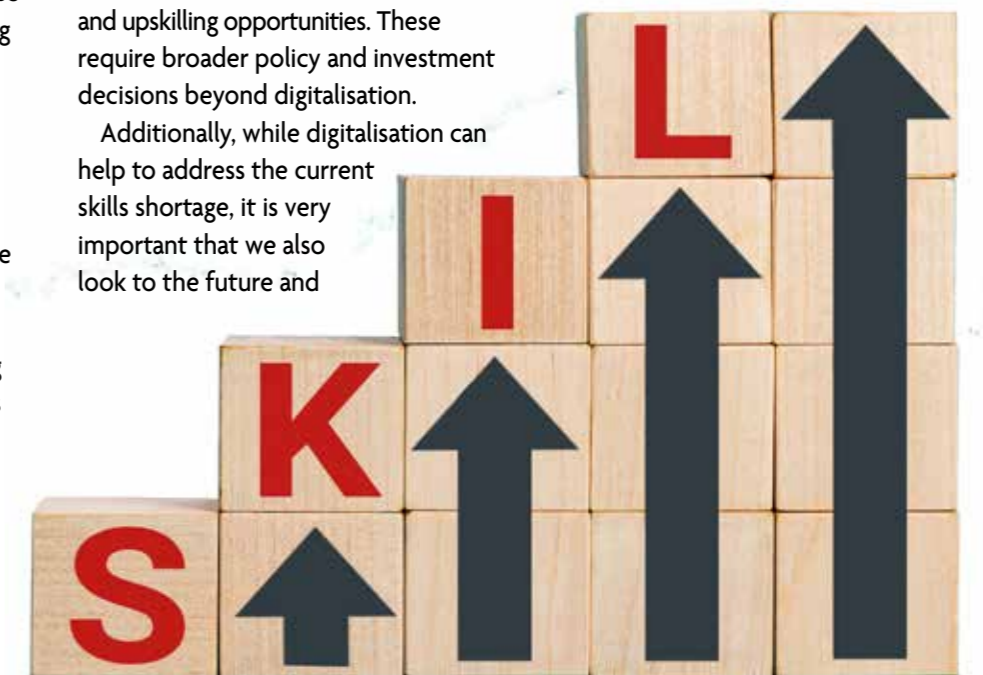 and upskilling opportunities. These
require broader policy and investment
decisions beyond digitalisation.
Additionally, while digitalisation can
help to address the current
skills shortage, it is very
important that we also
look to the future and
L
I
K
S